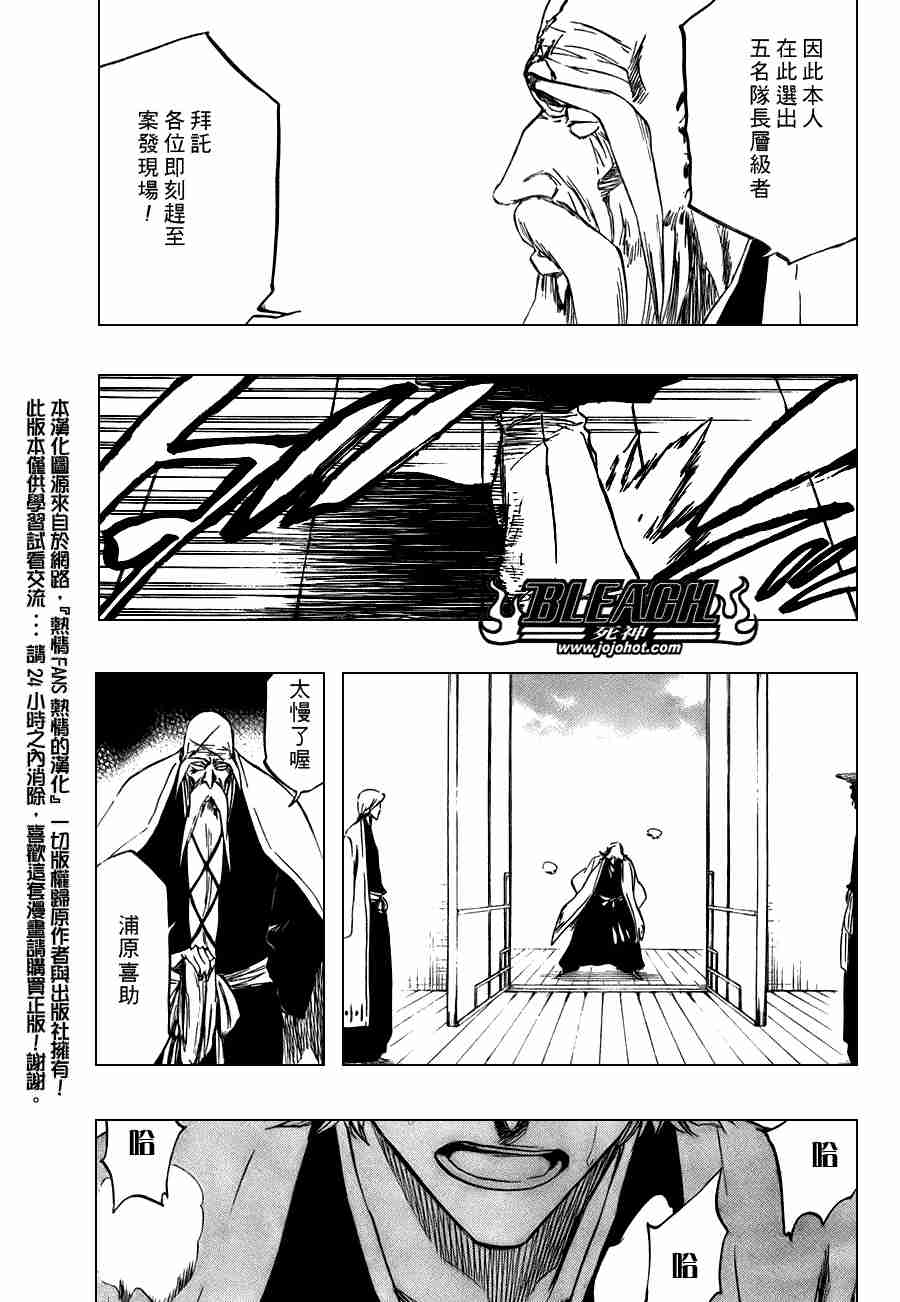 因此本人
在此選出
五名隊長層級者
拜託
各位即刻趕至
案發現場！
BLEACH
死神
www.jojohot.com
太慢了喔
浦原喜助
哈
哈
哈
本漢化圖源來自於網路，『熱情FANS 熱情的漢化』一切版權歸原作者與出版社擁有！
此版本僅供學習試看交流...請24小時之內消除，喜歡這套漫畫請購買正版！謝謝。